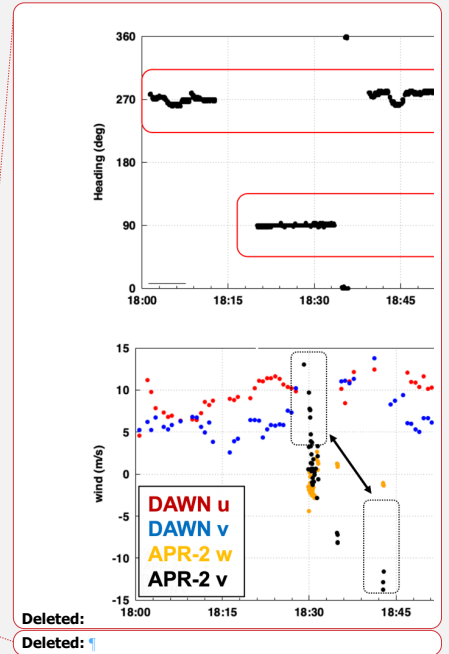 360
270
180
90
0
Heading (deg)
18:00 18:15 18:30 18:45
15
10
5
0
-5
-10
-15
wind (m/s)
DAWN u
DAWN v
APR-2 w
APR-2 v
18:00 18:15 18:30 18:45
Deleted:
Deleted: ¶